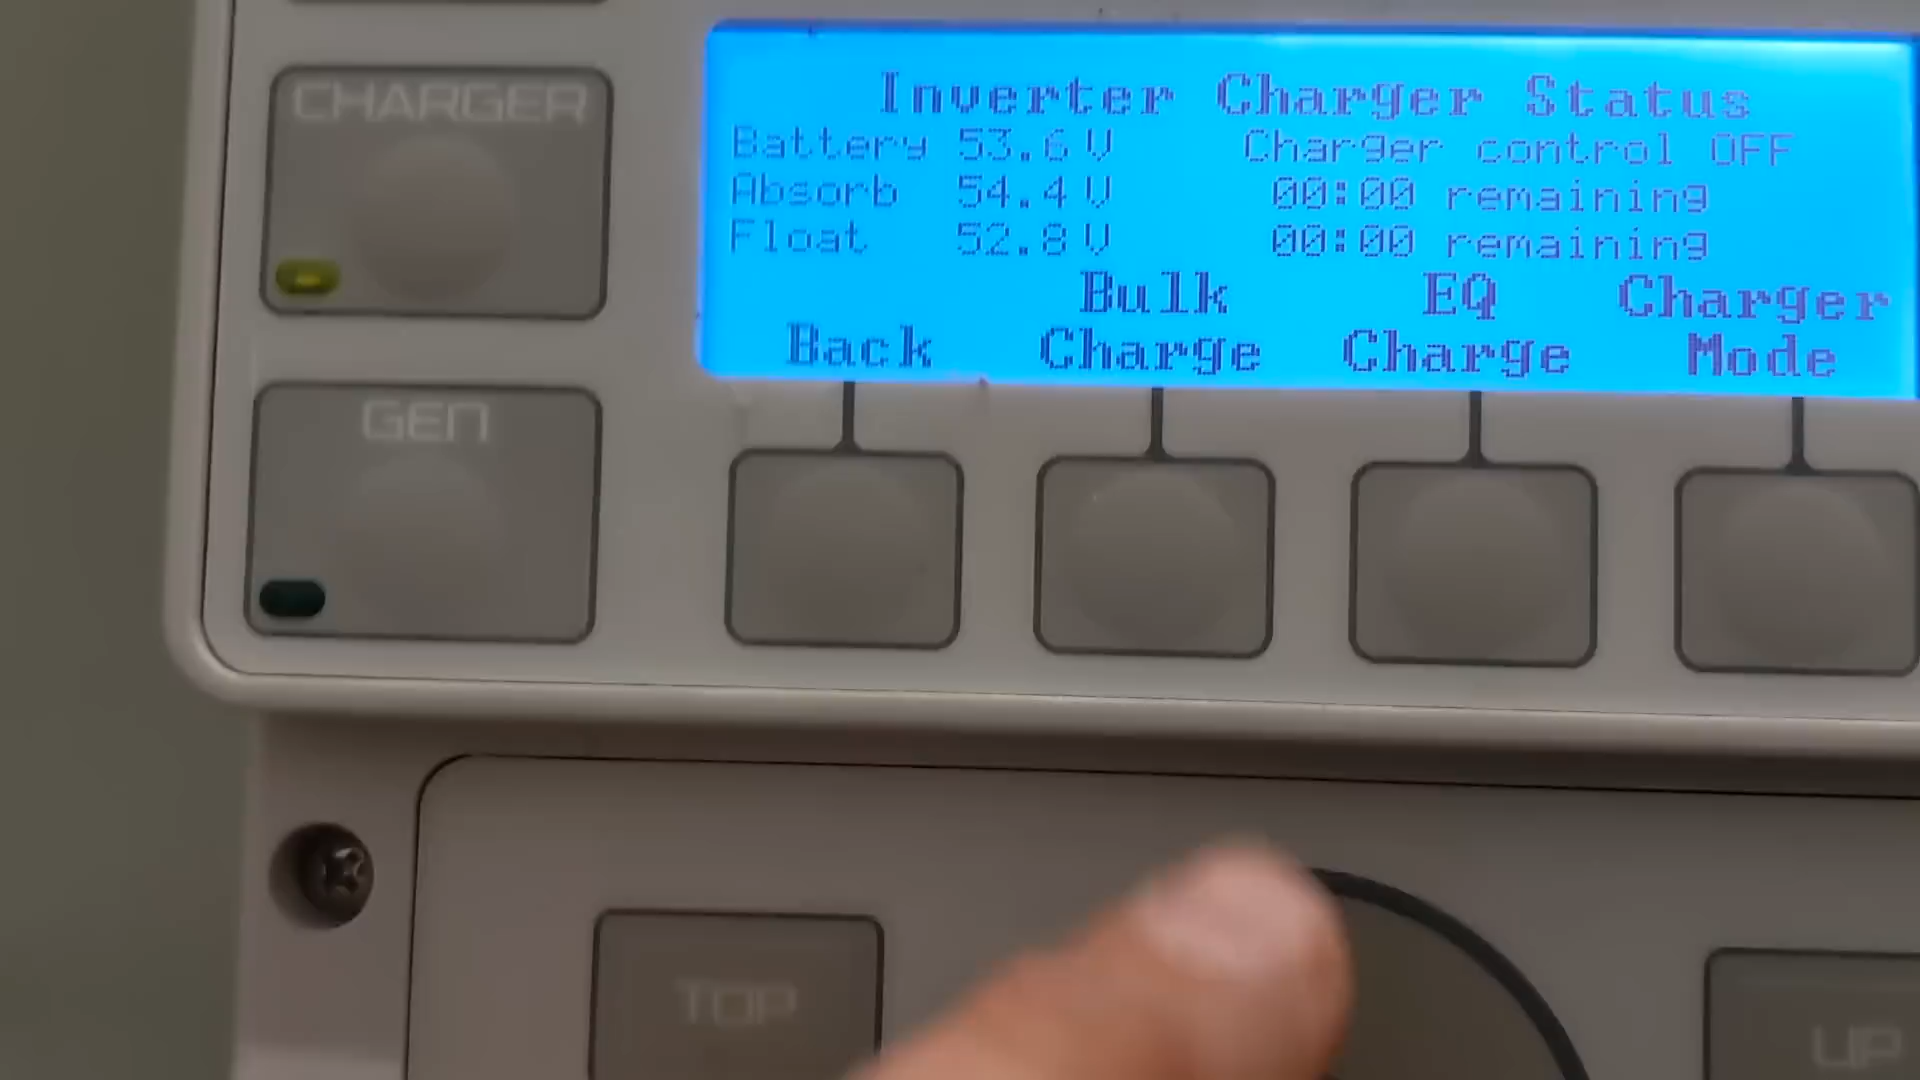 CHARGER
Inverter Charger Status
Battery 53.6 V Charger control OFF
Absorb 54.4 V 00:00 remaining
Float 52.8 V 00:00 remaining
Bulk EQ Charger
Back Charge Charge Mode
GEN
TOP
UP